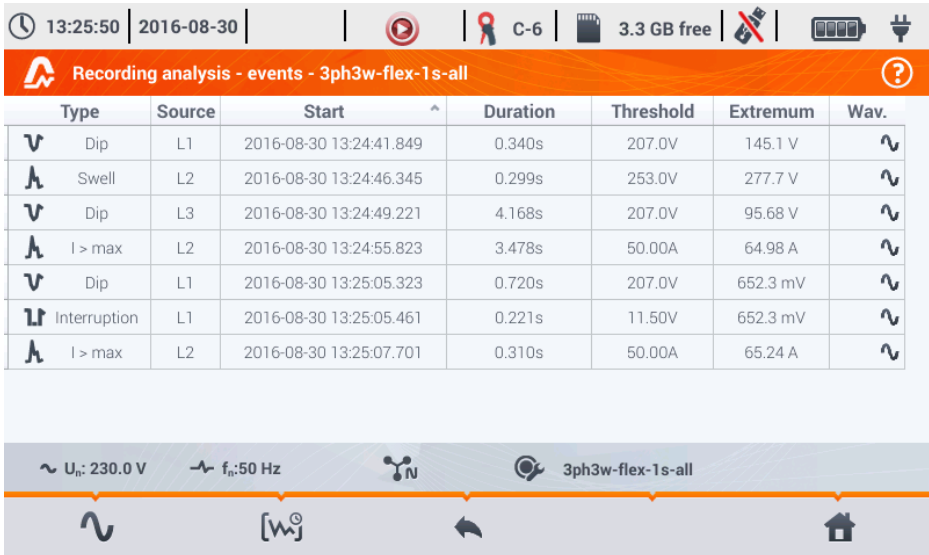 13:25:50 2016-08-30 C-6 3.3 GB free
Recording analysis - events - 3ph3w-flex-1s-all ?
Type Source Start Duration Threshold Extremum Wav.
Dip L1 2016-08-30 13:24:41.849 0.340s 207.0V 145.1 V
Swell L2 2016-08-30 13:24:46.345 0.299s 253.0V 277.7 V
Dip L3 2016-08-30 13:24:49.221 4.168s 207.0V 95.68 V
I > max L2 2016-08-30 13:24:55.823 3.478s 50.00A 64.98 A
Dip L1 2016-08-30 13:25:05.323 0.720s 207.0V 652.3 mV
Interruption L1 2016-08-30 13:25:05.461 0.221s 11.50V 652.3 mV
I > max L2 2016-08-30 13:25:07.701 0.310s 50.00A 65.24 A
Uₙ: 230.0 V fₙ:50 Hz N 3ph3w-flex-1s-all